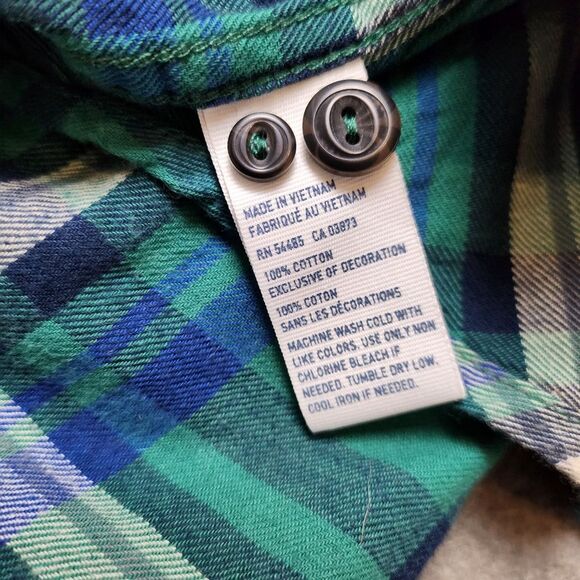 MADE IN VIETNAM
FABRIQUÉ AU VIETNAM
RN 54485 CA 03873
100% COTTON
EXCLUSIVE OF DECORATION
100% COTON
SANS LES DÉCORATIONS
MACHINE WASH COLD WITH
LIKE COLORS. USE ONLY NON
CHLORINE BLEACH IF
NEEDED. TUMBLE DRY LOW.
COOL IRON IF NEEDED.